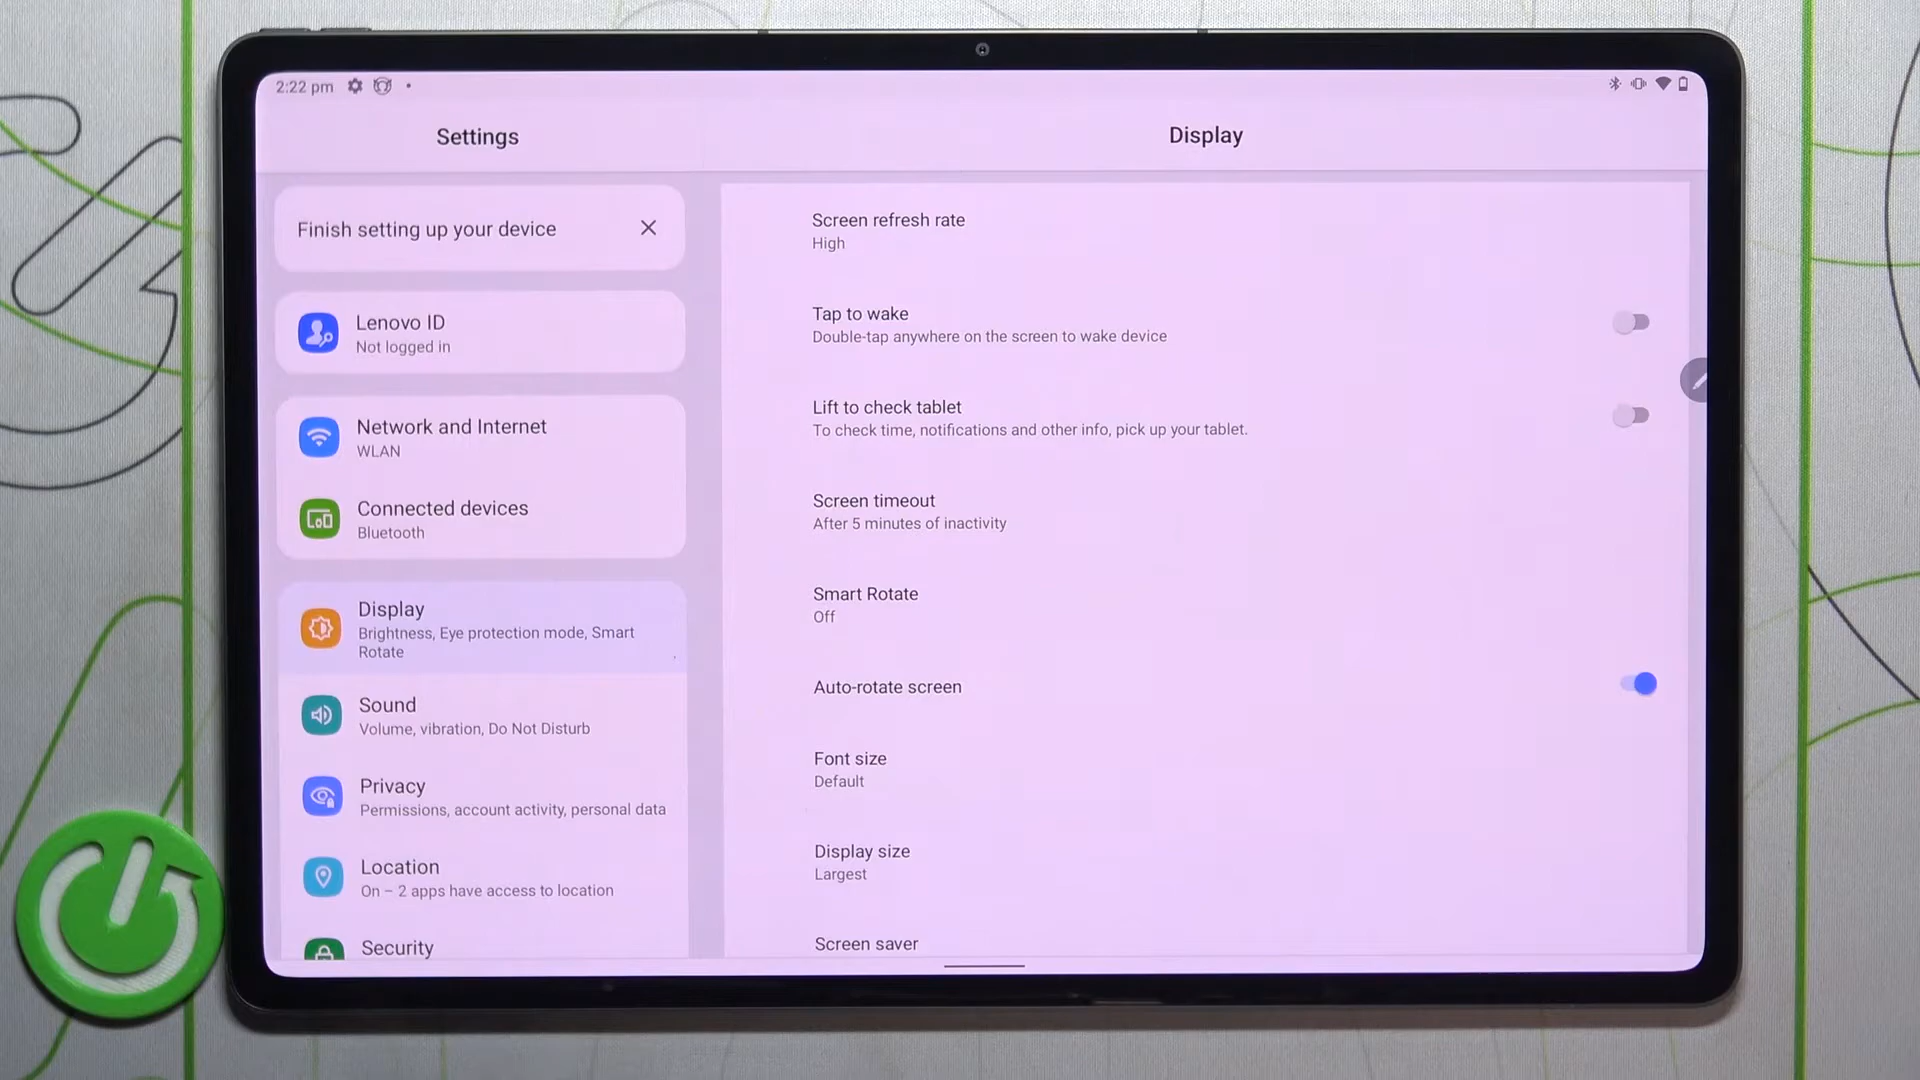 2:22 pm
Settings
Display
Finish setting up your device
Lenovo ID
Not logged in
Network and Internet
WLAN
Connected devices
Bluetooth
Display
Brightness, Eye protection mode, Smart
Rotate
Sound
Volume, vibration, Do Not Disturb
Privacy
Permissions, account activity, personal data
Location
On – 2 apps have access to location
Security
Screen refresh rate
High
Tap to wake
Double-tap anywhere on the screen to wake device
Lift to check tablet
To check time, notifications and other info, pick up your tablet.
Screen timeout
After 5 minutes of inactivity
Smart Rotate
Off
Auto-rotate screen
Font size
Default
Display size
Largest
Screen saver